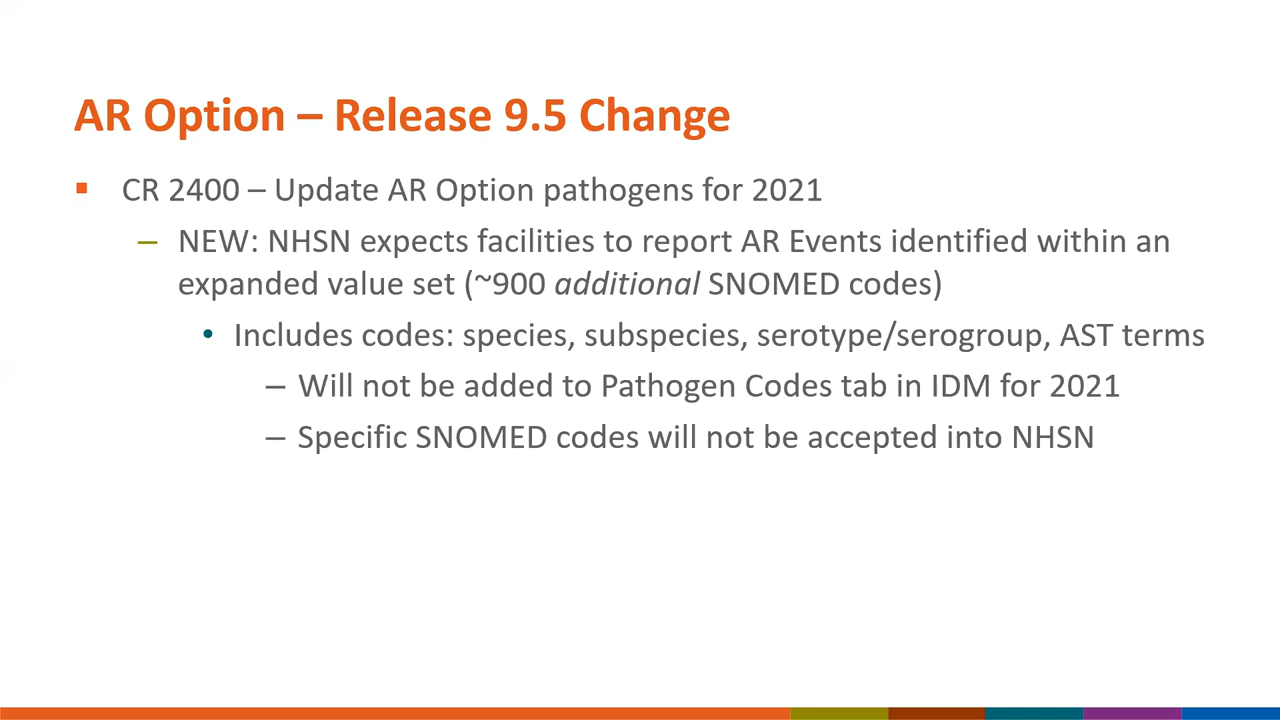 AR Option – Release 9.5 Change
▪ CR 2400 – Update AR Option pathogens for 2021
– NEW: NHSN expects facilities to report AR Events identified within an
expanded value set (~900 additional SNOMED codes)
• Includes codes: species, subspecies, serotype/serogroup, AST terms
– Will not be added to Pathogen Codes tab in IDM for 2021
– Specific SNOMED codes will not be accepted into NHSN